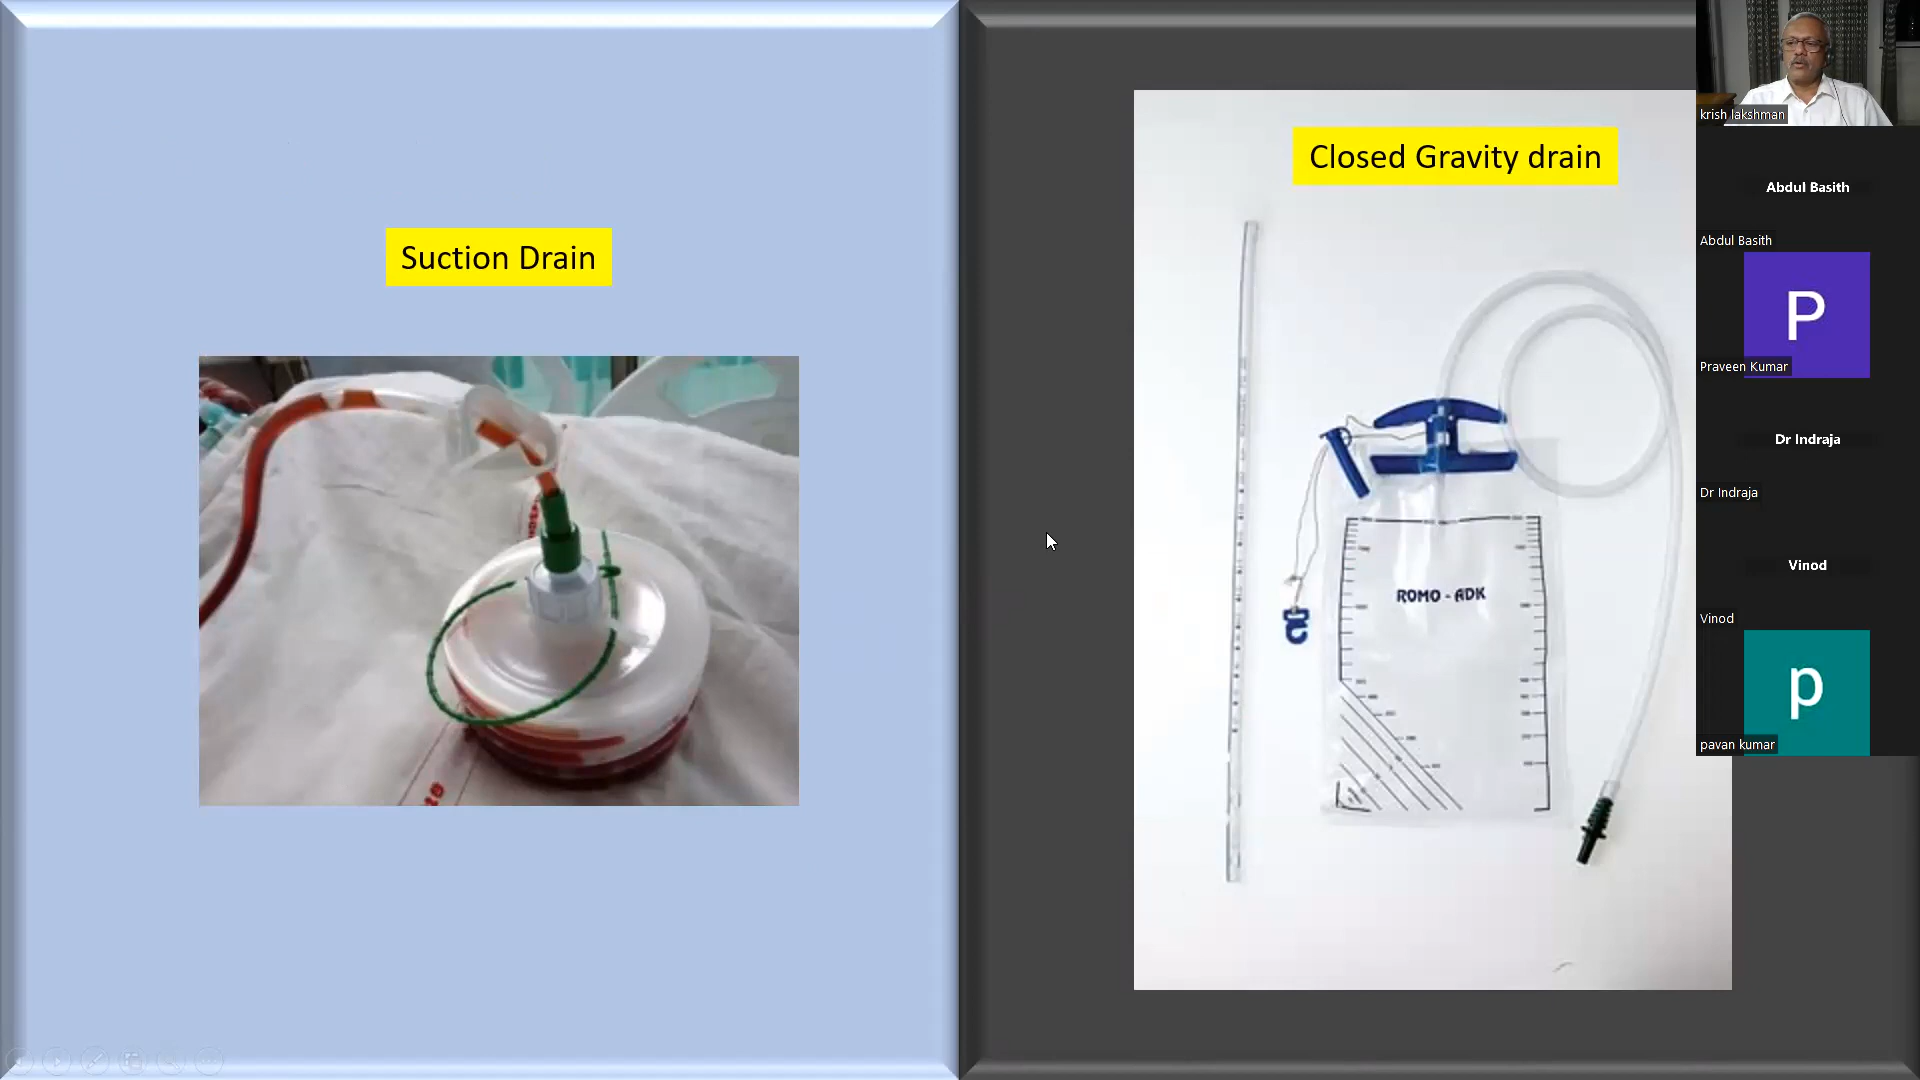 Suction Drain
Closed Gravity drain
ROMO - ADK
krish lakshman
Abdul Basith
Abdul Basith
P
Praveen Kumar
Dr Indraja
Dr Indraja
Vinod
Vinod
p
pavan kumar